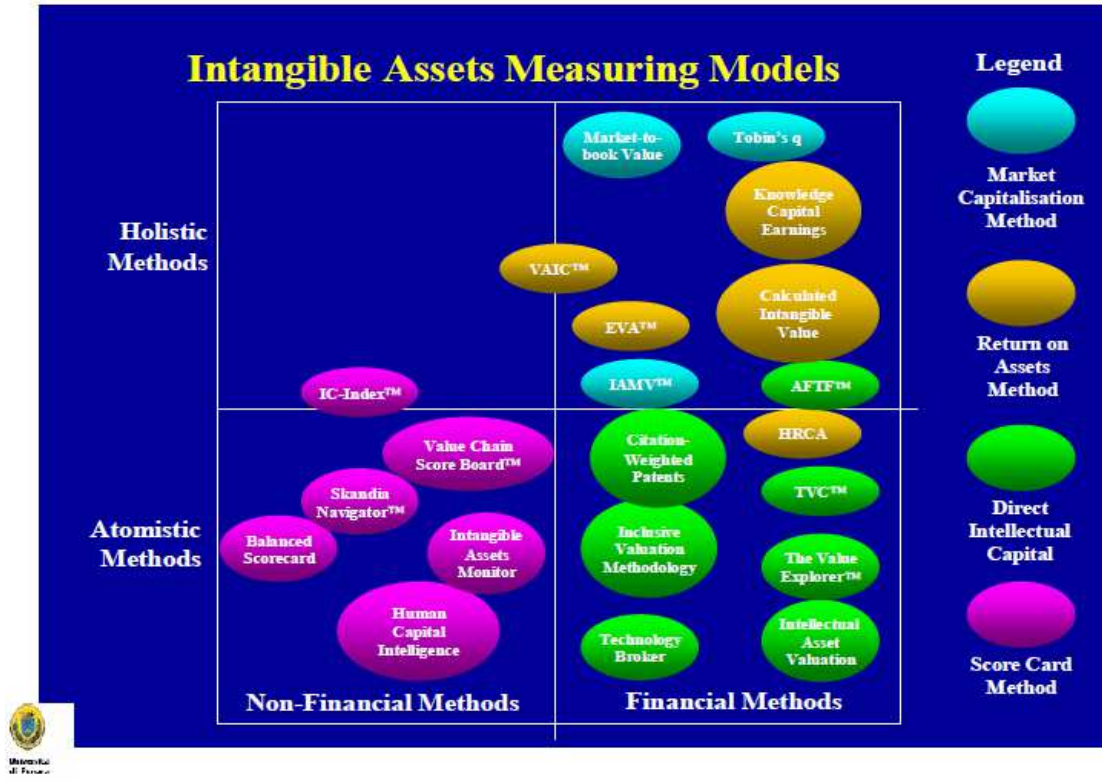 Intangible Assets Measuring Models
Legend
Market-to-
book Value
Tobin's q
Knowledge
Capital
Earnings
Market
Capitalisation
Method
Holistic
Methods
VAIC™
Calculated
Intangible
Value
EVA™
Return on
Assets
Method
IAMV™
AFTF™
IC-Index™
HRCA
Value Chain
Score Board™
Citation-
Weighted
Patents
TVC™
Skandia
Navigator™
Atomistic
Methods
Balanced
Scorecard
Intangible
Assets
Monitor
Inclusive
Valuation
Methodology
The Value
Explorer™
Direct
Intellectual
Capital
Human
Capital
Intelligence
Technology
Broker
Intellectual
Asset
Valuation
Score Card
Method
Non-Financial Methods
Financial Methods
di